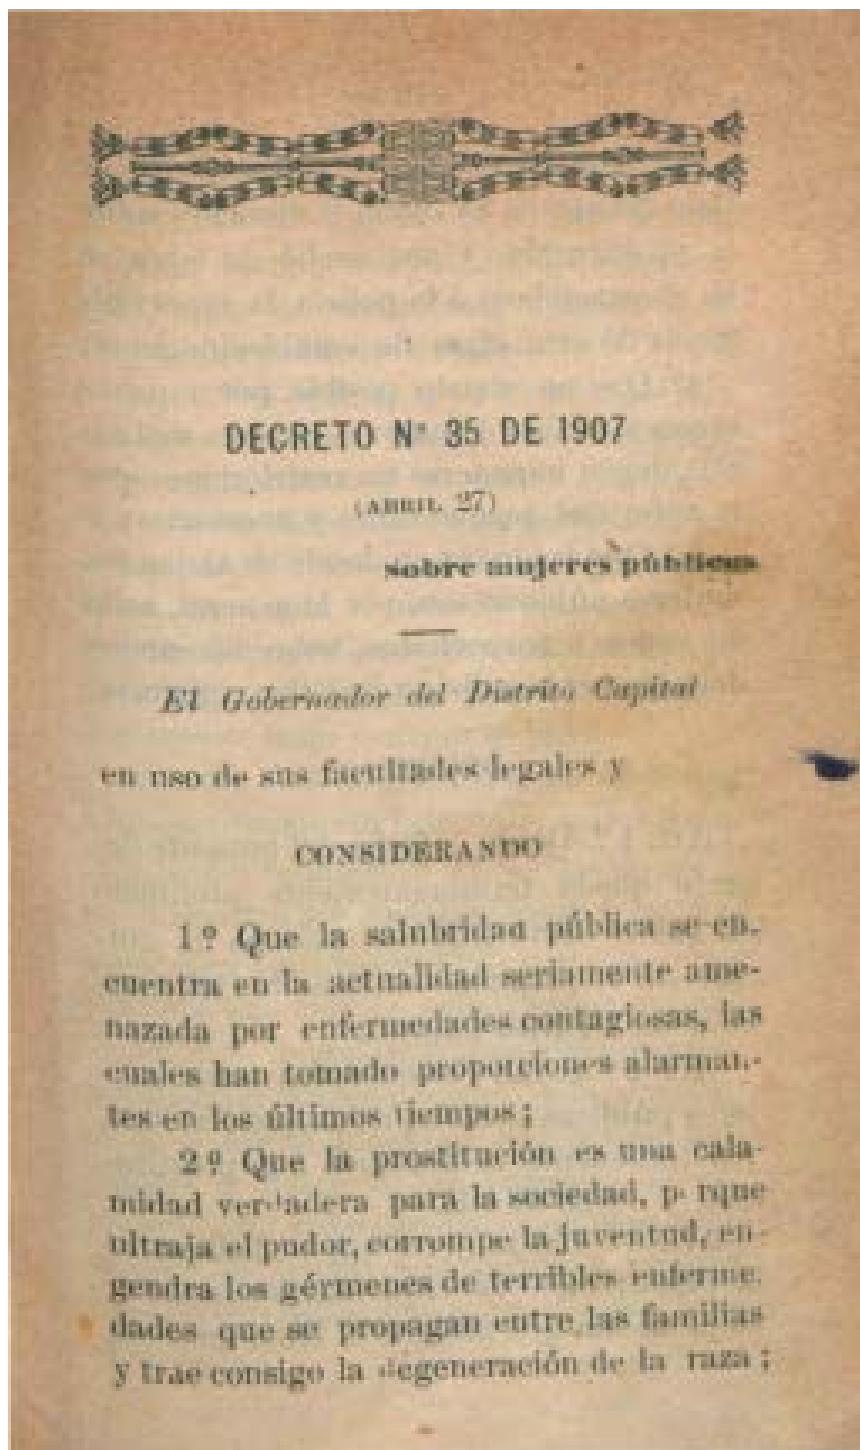 DECRETO Nº 35 DE 1907
(ABRIL 27)
sobre mujeres públicas
El Gobernador del Distrito Capital
en uso de sus facultades legales y
CONSIDERANDO
1º Que la salubridad pública se en-
cuentra en la actualidad seriamente ame-
nazada por enfermedades contagiosas, las
cuales han tomado proporciones alarman-
tes en los últimos tiempos;
2º Que la prostitución es una cala-
midad verdadera para la sociedad, porque
ultraja el pudor, corrompe la juventud, en-
gendra los gérmenes de terribles enferme-
dades que se propagan entre las familias
y trae consigo la degeneración de la raza;